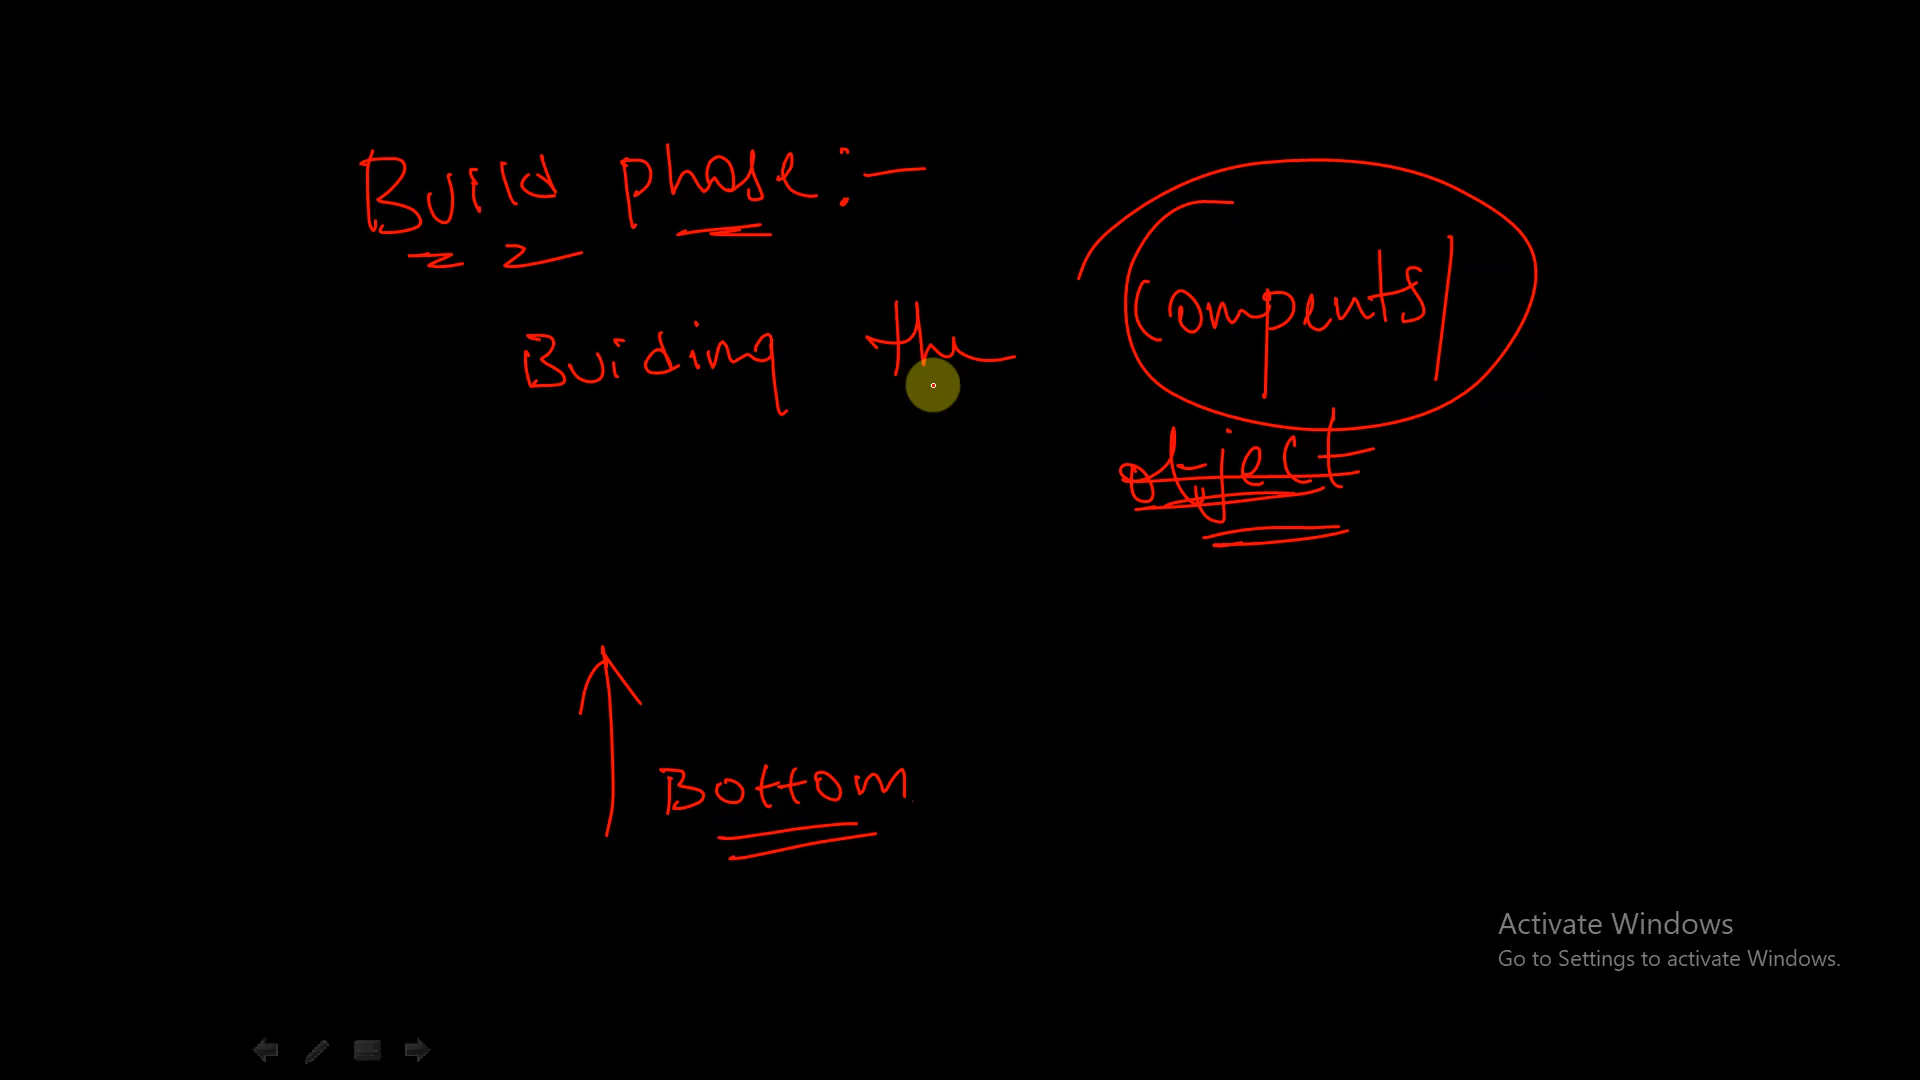 Build phase:-
Buiding the compents/
object
Bottom
Activate Windows
Go to Settings to activate Windows.